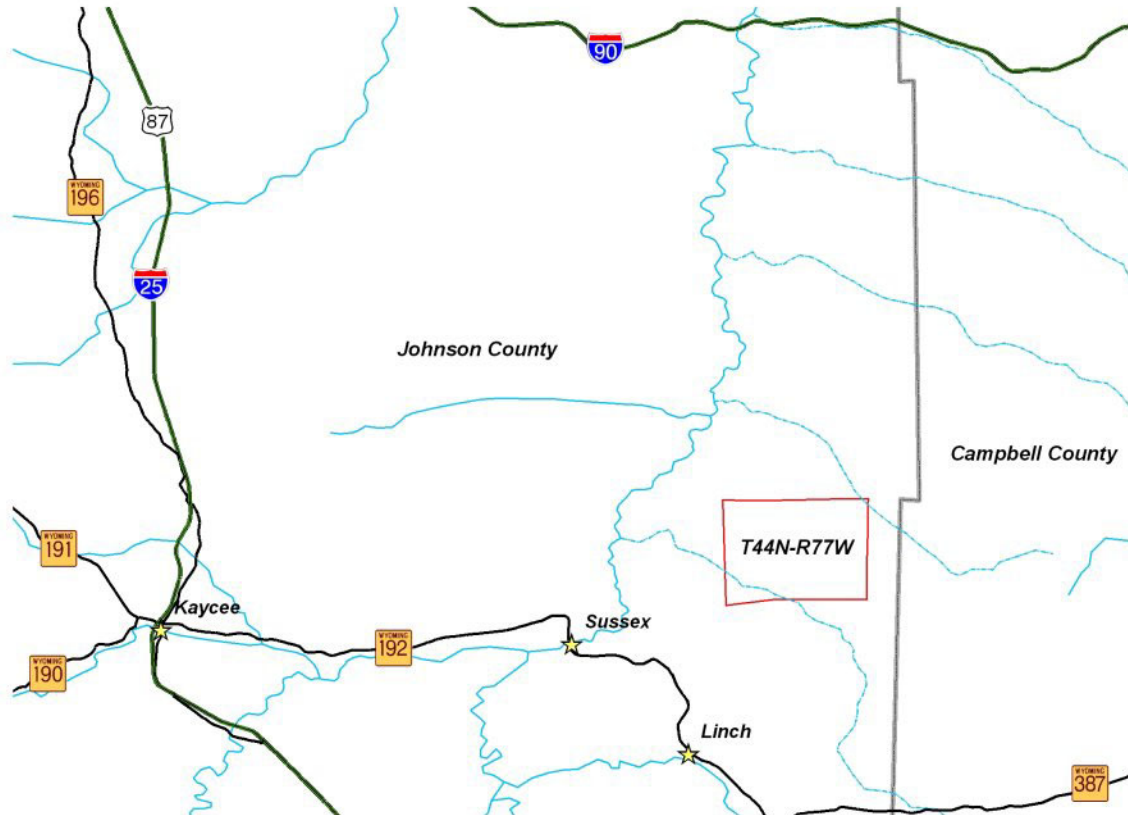 90
87
WYOMING
196
25
Johnson County
Campbell County
T44N-R77W
WYOMING
191
Kaycee
Sussex
WYOMING
192
WYOMING
190
Linch
WYOMING
387